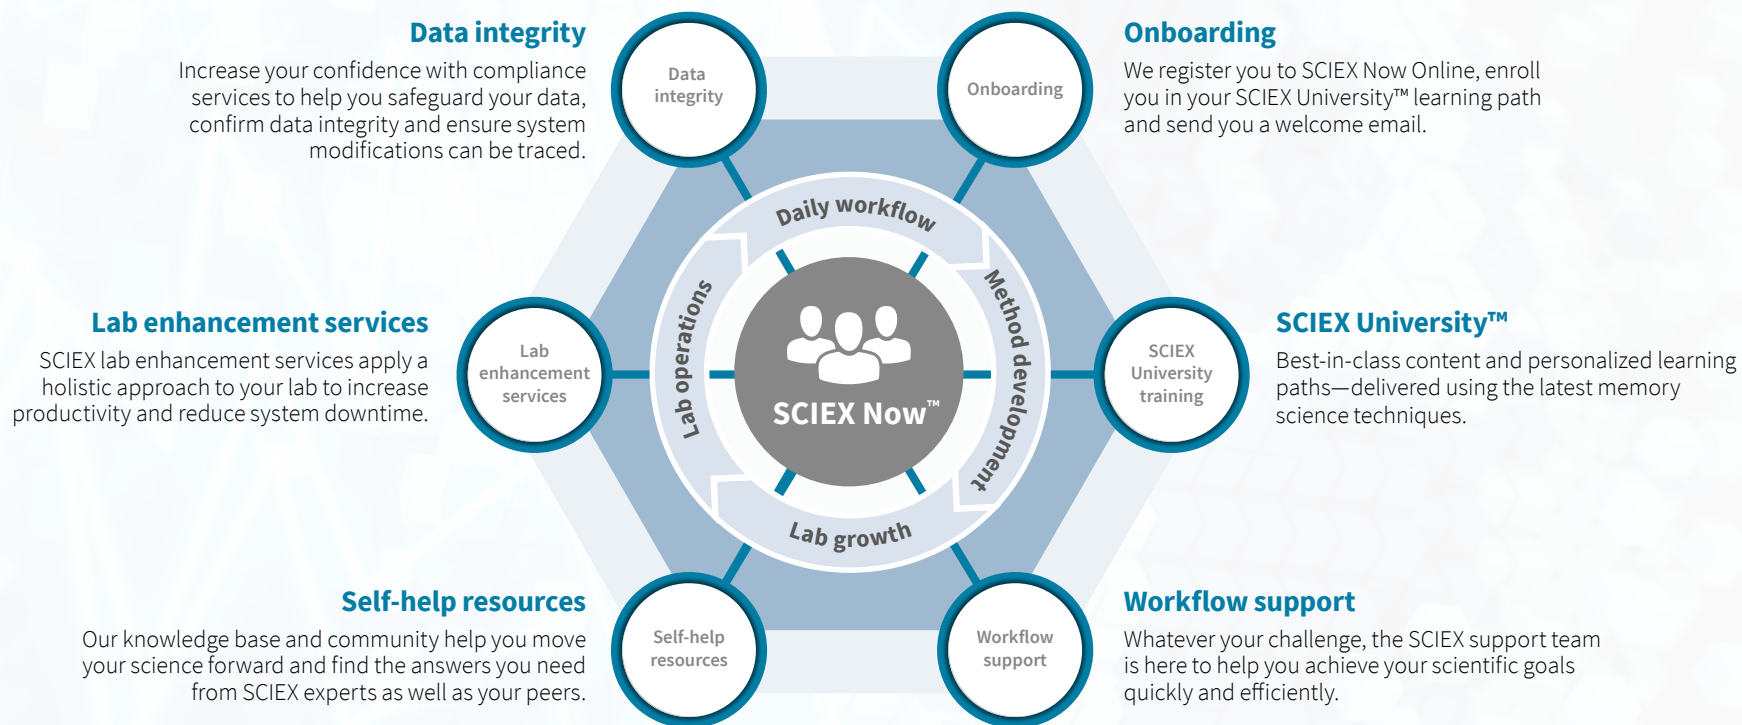 Data integrity
Increase your confidence with compliance
services to help you safeguard your data,
confirm data integrity and ensure system
modifications can be traced.
Data
integrity
Onboarding
Onboarding
We register you to SCIEX Now Online, enroll
you in your SCIEX University™ learning path
and send you a welcome email.
Daily workflow
Method development
Lab growth
Lab operations
SCIEX Now™
Lab enhancement services
SCIEX lab enhancement services apply a
holistic approach to your lab to increase
productivity and reduce system downtime.
Lab
enhancement
services
SCIEX
University
training
SCIEX University™
Best-in-class content and personalized learning
paths—delivered using the latest memory
science techniques.
Self-help resources
Our knowledge base and community help you move
your science forward and find the answers you need
from SCIEX experts as well as your peers.
Self-help
resources
Workflow
support
Workflow support
Whatever your challenge, the SCIEX support team
is here to help you achieve your scientific goals
quickly and efficiently.